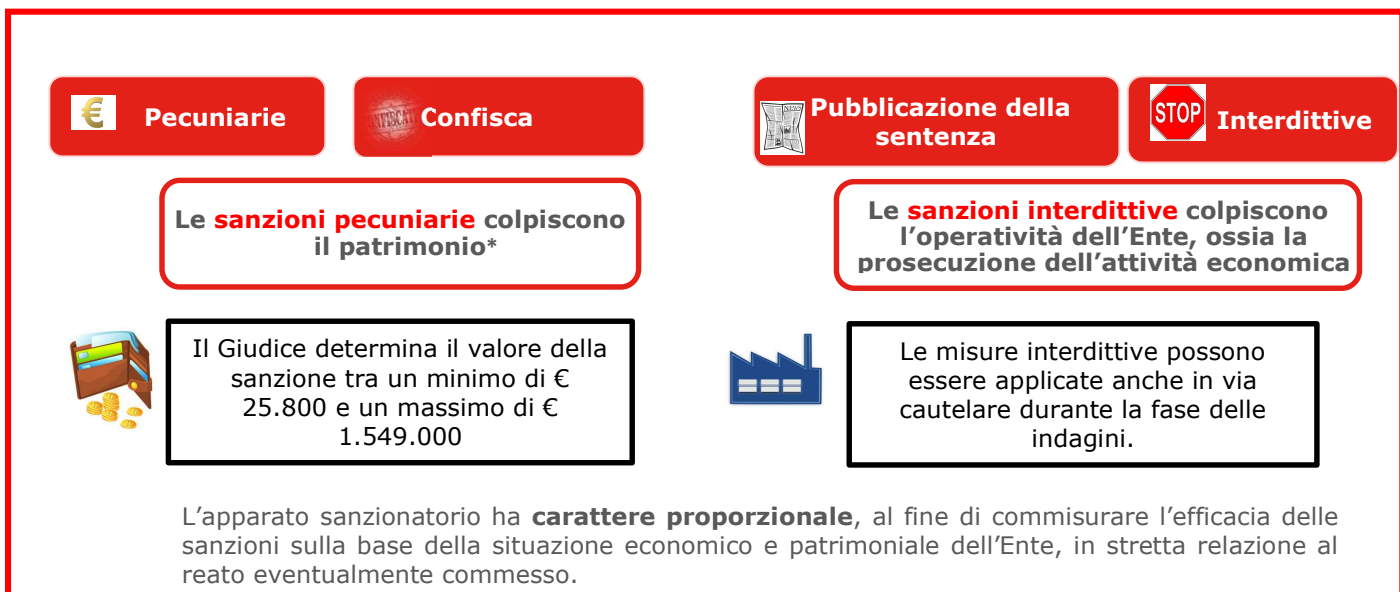 € Pecuniarie
Confisca
NEWS
Pubblicazione della
sentenza
STOP
Interdittive
Le sanzioni pecuniarie colpiscono
il patrimonio*
Le sanzioni interdittive colpiscono
l’operatività dell’Ente, ossia la
prosecuzione dell’attività economica
Il Giudice determina il valore della
sanzione tra un minimo di €
25.800 e un massimo di €
1.549.000
Le misure interdittive possono
essere applicate anche in via
cautelare durante la fase delle
indagini.
L’apparato sanzionatorio ha carattere proporzionale, al fine di commisurare l’efficacia delle
sanzioni sulla base della situazione economico e patrimoniale dell’Ente, in stretta relazione al
reato eventualmente commesso.